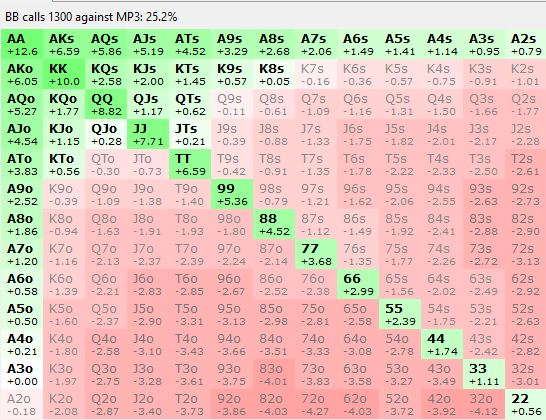 BB calls 1300 against MP3: 25.2%
AA AKs AQs AJs ATs A9s A8s A7s A6s A5s A4s A3s A2s
+12.6 +6.59 +5.86 +5.19 +4.52 +3.29 +2.68 +2.06 +1.49 +1.41 +1.14 +0.95 +0.79
AKo KK KQs KJs KTs K9s K8s K7s K6s K5s K4s K3s K2s
+6.05 +10.0 +2.58 +2.00 +1.45 +0.57 +0.05 -0.16 -0.36 -0.57 -0.75 -0.91 -1.01
AQo KQo QQ QJs QTs Q9s Q8s Q7s Q6s Q5s Q4s Q3s Q2s
+5.27 +1.77 +8.82 +1.17 +0.62 -0.11 -0.61 -1.09 -1.16 -1.31 -1.50 -1.66 -1.77
AJo KJo QJo JJ JTs J9s J8s J7s J6s J5s J4s J3s J2s
+4.54 +1.15 +0.28 +7.71 +0.21 -0.39 -0.88 -1.33 -1.75 -1.82 -2.01 -2.17 -2.28
ATo KTo QTo JTo TT T9s T8s T7s T6s T5s T4s T3s T2s
+3.83 +0.56 -0.30 -0.73 +6.59 -0.42 -0.91 -1.35 -1.78 -2.22 -2.33 -2.50 -2.61
A9o K9o Q9o J9o T9o 99 98s 97s 96s 95s 94s 93s 92s
+2.52 -0.39 -1.09 -1.38 -1.40 +5.36 -0.79 -1.21 -1.62 -2.06 -2.55 -2.63 -2.73
A8o K8o Q8o J8o T8o 98o 88 87s 86s 85s 84s 83s 82s
+1.86 -0.94 -1.63 -1.91 -1.93 -1.80 +4.52 -1.12 -1.49 -1.92 -2.41 -2.88 -2.90
A7o K7o Q7o J7o T7o 97o 87o 77 76s 75s 74s 73s 72s
+1.20 -1.16 -2.13 -2.37 -2.39 -2.24 -2.14 +3.68 -1.35 -1.77 -2.26 -2.72 -3.13
A6o K6o Q6o J6o T6o 96o 86o 76o 66 65s 64s 63s 62s
+0.58 -1.39 -2.21 -2.83 -2.85 -2.67 -2.52 -2.38 +2.99 -1.56 -2.02 -2.49 -2.92
A5o K5o Q5o J5o T5o 95o 85o 75o 65o 55 54s 53s 52s
+0.50 -1.60 -2.37 -2.90 -3.31 -3.13 -2.98 -2.81 -2.58 +2.39 -1.75 -2.21 -2.63
A4o K4o Q4o J4o T4o 94o 84o 74o 64o 54o 44 43s 42s
+0.21 -1.80 -2.58 -3.10 -3.43 -3.66 -3.51 -3.33 -3.08 -2.78 +1.74 -2.42 -2.82
A3o K3o Q3o J3o T3o 93o 83o 73o 63o 53o 43o 33 32s
+0.00 -1.97 -2.75 -3.28 -3.61 -3.75 -4.01 -3.83 -3.58 -3.27 -3.49 +1.11 -3.01
A2o K2o Q2o J2o T2o 92o 82o 72o 62o 52o 42o 32o 22
-0.18 -2.08 -2.87 -3.40 -3.73 -3.86 -4.03 -4.27 -4.03 -3.72 -3.92 -4.12 +0.56